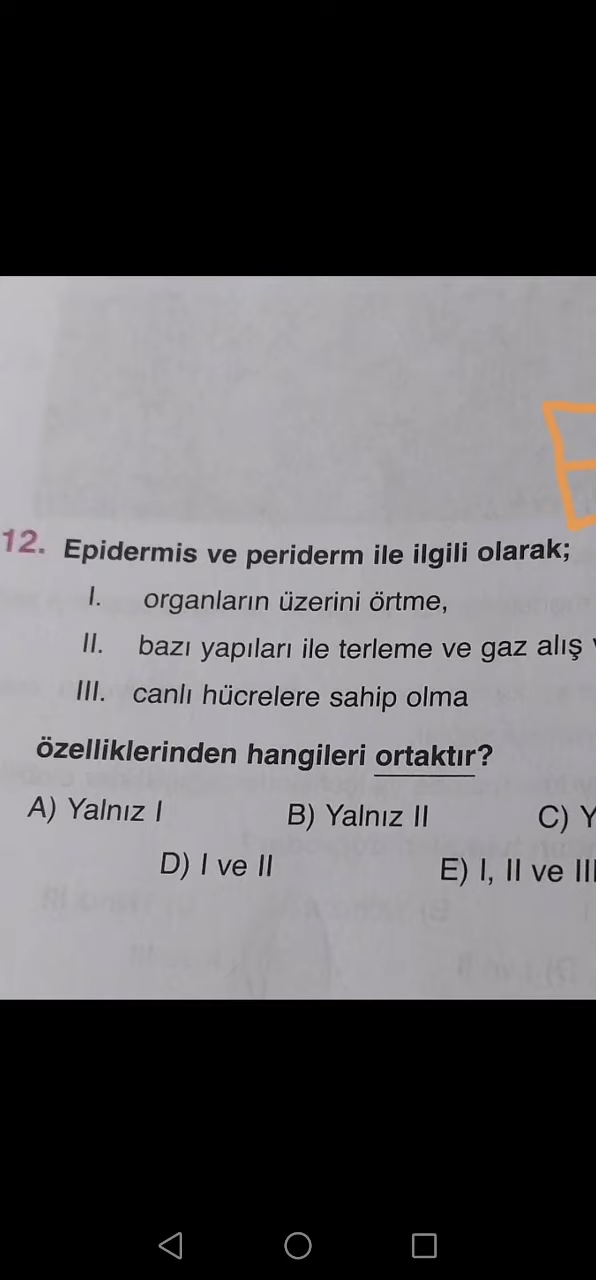 12. Epidermis ve periderm ile ilgili olarak;
I. organların üzerini örtme,
II. bazı yapıları ile terleme ve gaz alış
III. canlı hücrelere sahip olma
özelliklerinden hangileri ortaktır?
A) Yalnız I B) Yalnız II C) Y
D) I ve II E) I, II ve III